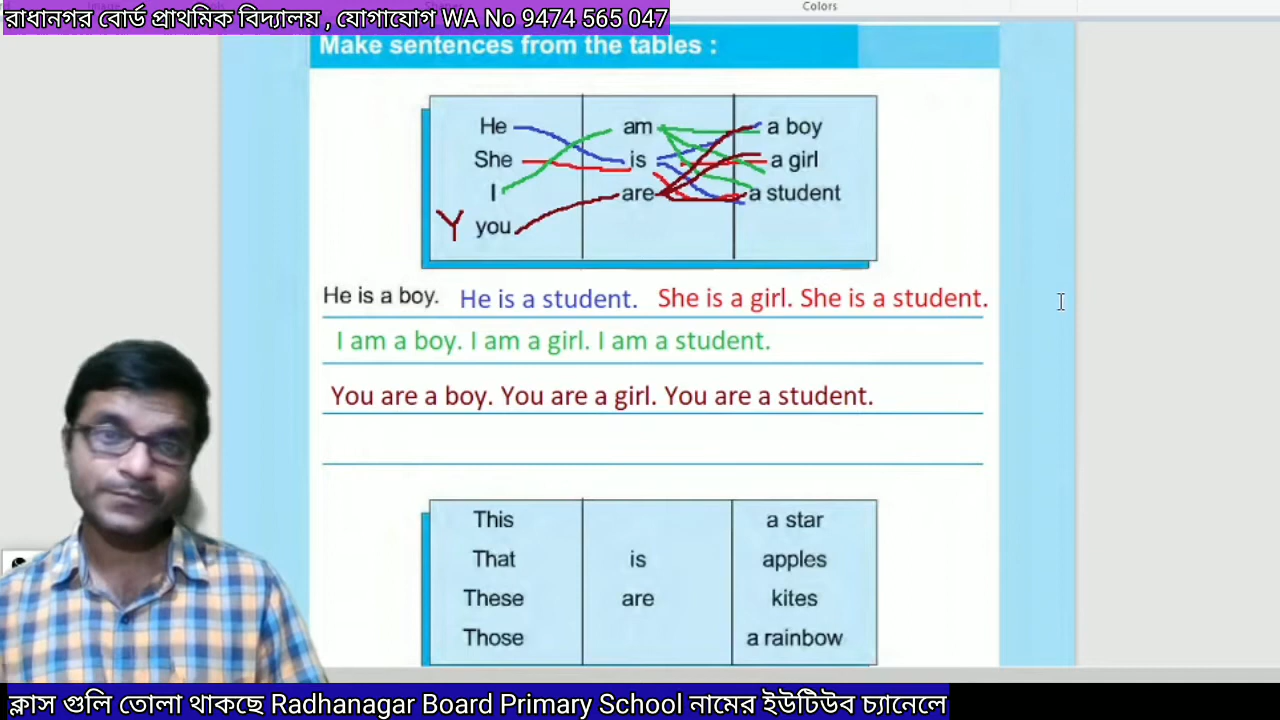 Colors
রাধানগর বোর্ড প্রাথমিক বিদ্যালয় , যোগাযোগ WA No 9474 565 047
Make sentences from the tables :
He am a boy
She is a girl
I are a student
Y you
He is a boy. He is a student. She is a girl. She is a student.
I am a boy. I am a girl. I am a student.
You are a boy. You are a girl. You are a student.
This a star
That is apples
These are kites
Those a rainbow
ক্লাস গুলি তোলা থাকছে Radhanagar Board Primary School নামের ইউটিউব চ্যানেলে